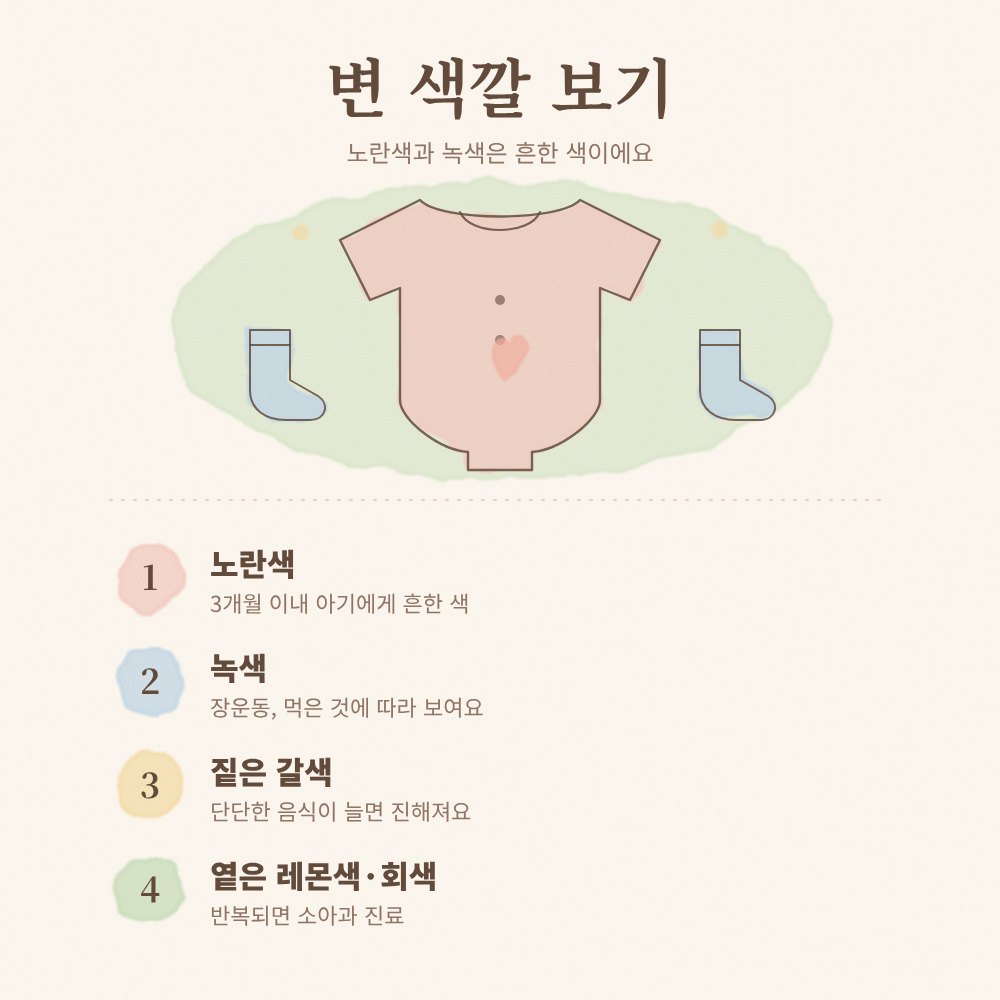 변 색깔 보기
노란색과 녹색은 흔한 색이에요
1
노란색
3개월 이내 아기에게 흔한 색
2
녹색
장운동, 먹은 것에 따라 보여요
3
짙은 갈색
단단한 음식이 늘면 진해져요
4
옅은 레몬색·회색
반복되면 소아과 진료